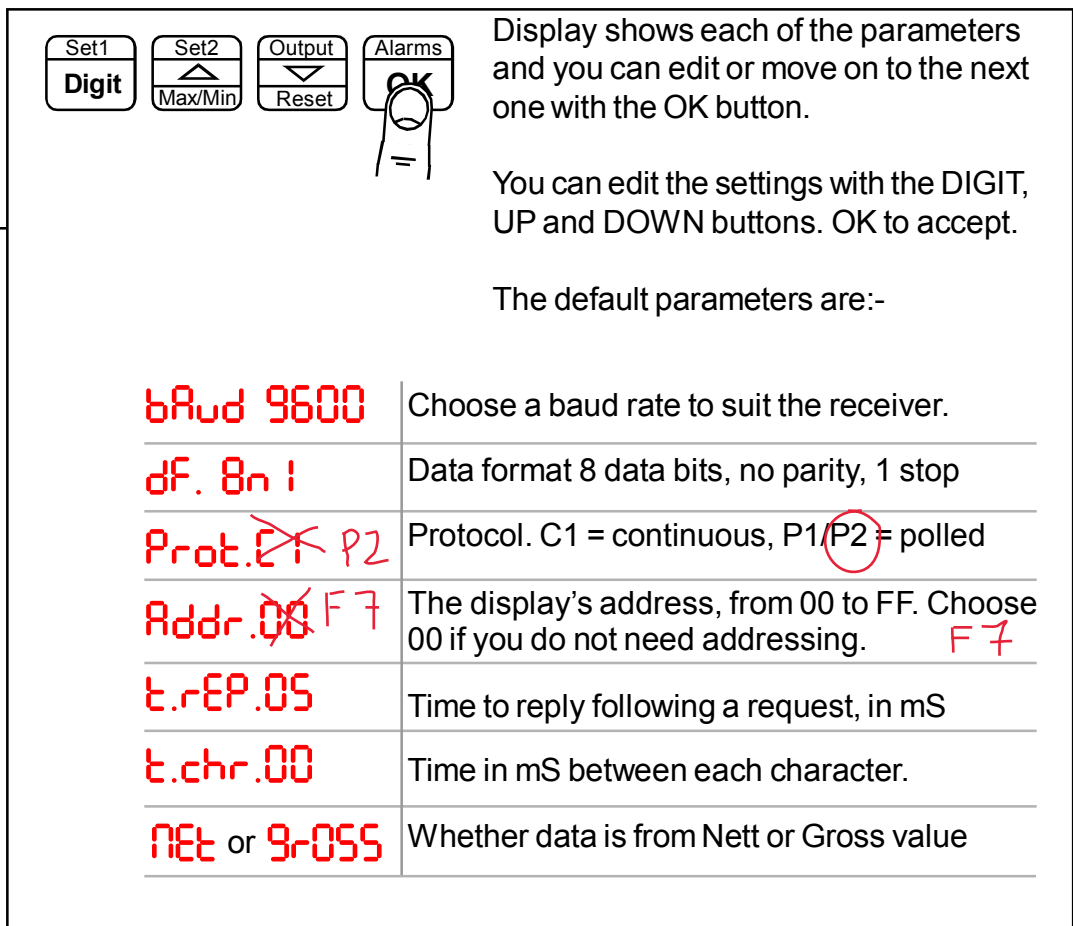 Set1 Set2 Output Alarms
Digit OK
Max/Min Reset
Display shows each of the parameters
and you can edit or move on to the next
one with the OK button.
You can edit the settings with the DIGIT,
UP and DOWN buttons. OK to accept.
The default parameters are:-
bAud 9600 Choose a baud rate to suit the receiver.
dF. 8n1 Data format 8 data bits, no parity, 1 stop
Prot.C1 P2 Protocol. C1 = continuous, P1/P2 = polled
Addr.00 F7 The display's address, from 00 to FF. Choose
00 if you do not need addressing. F7
t.rEP.05 Time to reply following a request, in mS
t.chr.00 Time in mS between each character.
nEt or grOSS Whether data is from Nett or Gross value